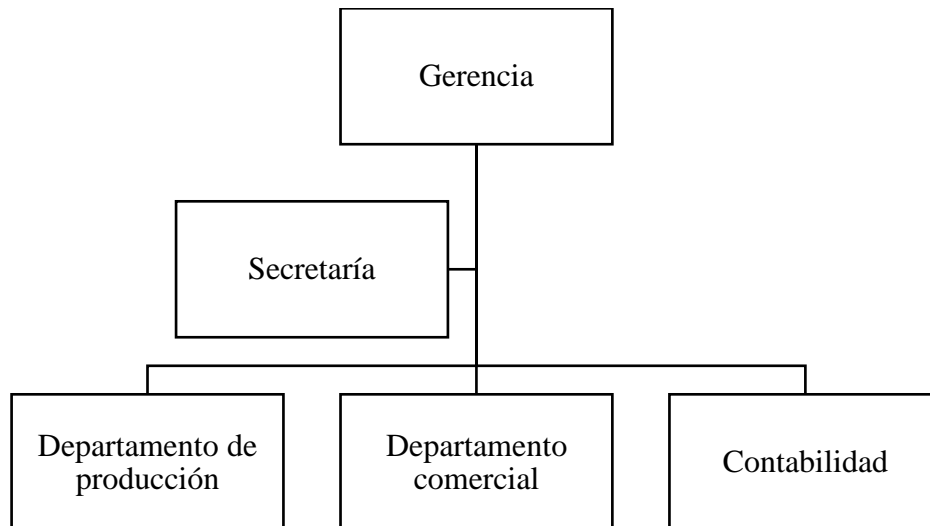 Gerencia
Secretaría
Departamento de
producción
Departamento
comercial
Contabilidad